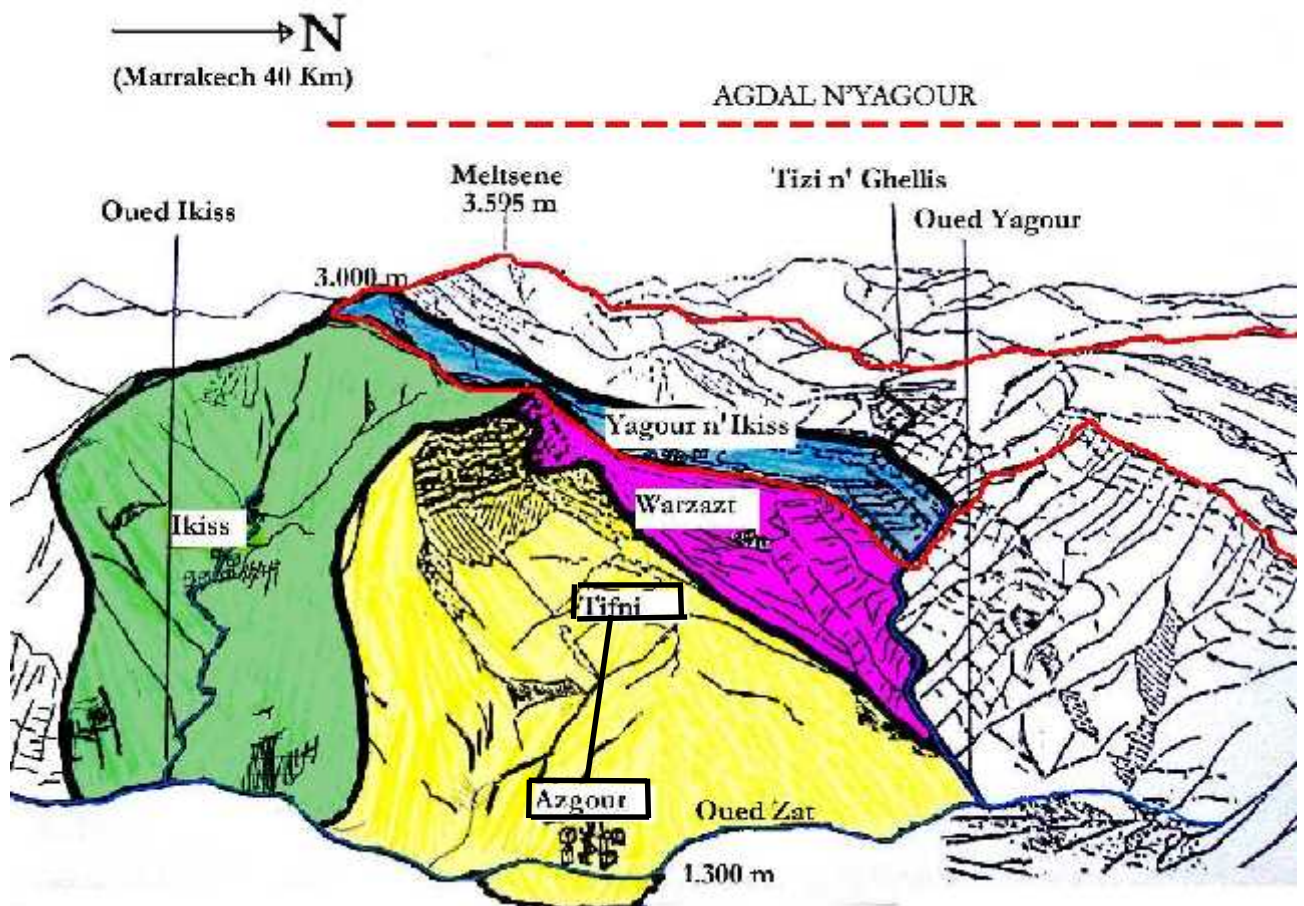 N
(Marrakech 40 Km)
AGDAL N'YAGOUR
Meltsene
3.595 m
Tizi n' Ghellis
Oued Ikiss
Oued Yagour
3.000 m
Yagour n' Ikiss
Warzazt
Ikiss
Tifni
Azgour
Oued Zat
1.300 m